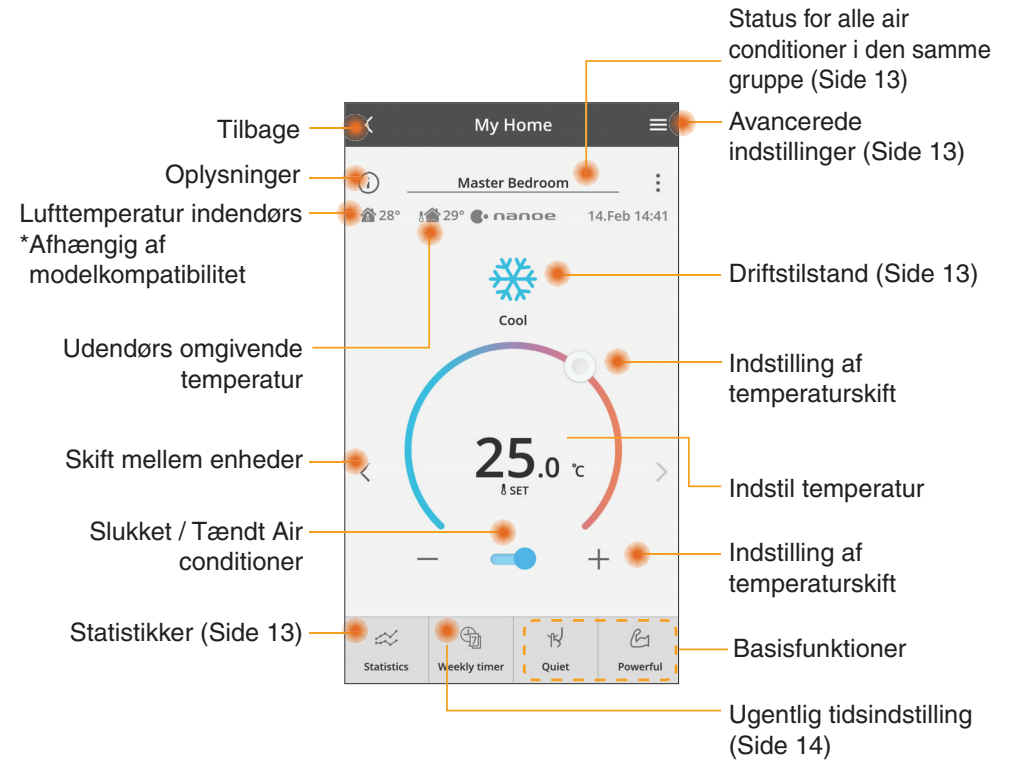 Status for alle air
conditioner i den samme
gruppe (Side 13)
Tilbage
My Home
Avancerede
indstillinger (Side 13)
Oplysninger
Master Bedroom
Lufttemperatur indendørs
*Afhængig af
modelkompatibilitet
28°
29°
nanoe
14.Feb 14:41
Driftstilstand (Side 13)
Cool
Udendørs omgivende
temperatur
Indstilling af
temperaturskift
Skift mellem enheder
25.0 °C
SET
Indstil temperatur
Slukket / Tændt Air
conditioner
Indstilling af
temperaturskift
Statistikker (Side 13)
7
Statistics
Weekly timer
Quiet
Powerful
Basisfunktioner
Ugentlig tidsindstilling
(Side 14)